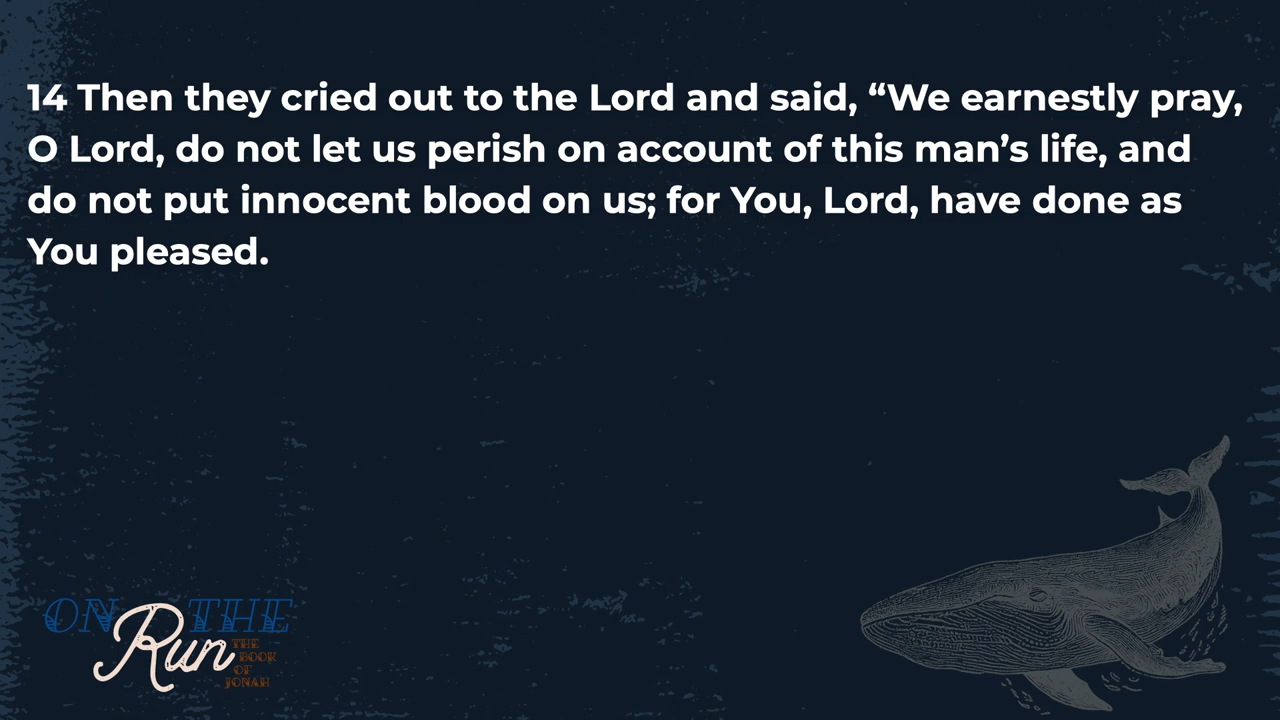 14 Then they cried out to the Lord and said, “We earnestly pray,
O Lord, do not let us perish on account of this man’s life, and
do not put innocent blood on us; for You, Lord, have done as
You pleased.
ON THE
Run
THE
BOOK
OF
JONAH